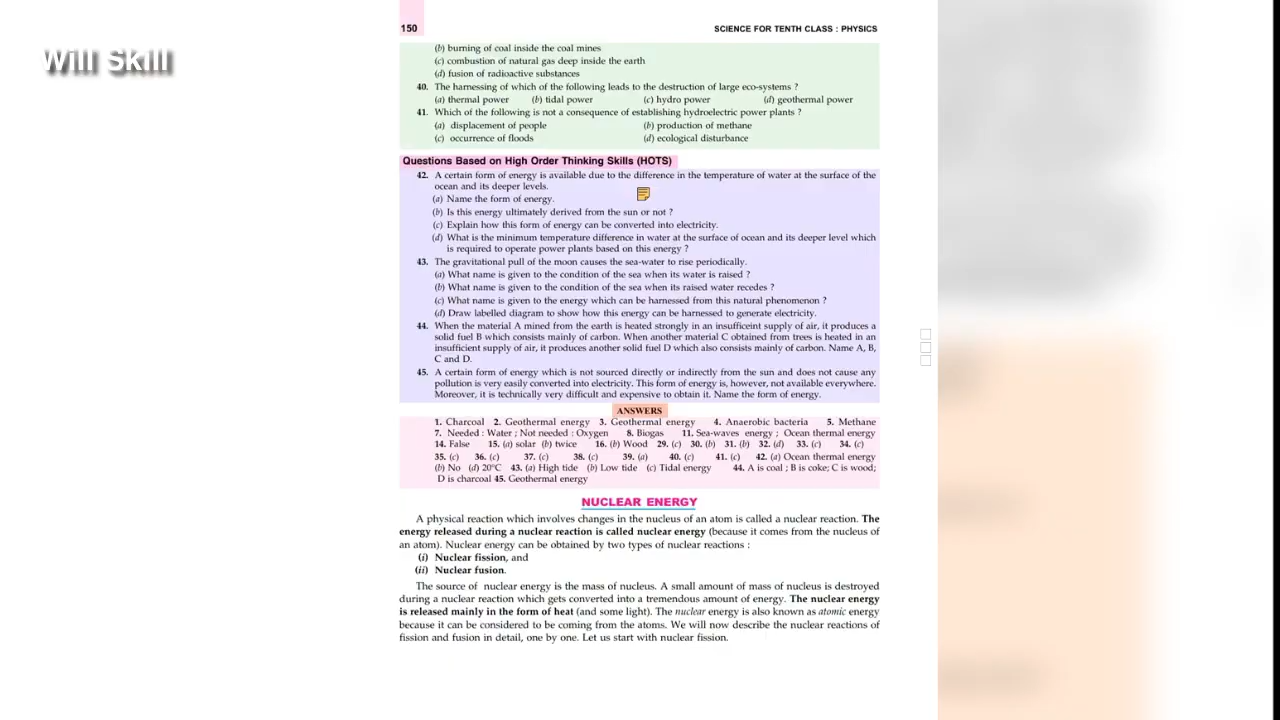 Will Skill
150
SCIENCE FOR TENTH CLASS : PHYSICS
(b) burning of coal inside the coal mines
(c) combustion of natural gas deep inside the earth
(d) fusion of radioactive substances
40. The harnessing of which of the following leads to the destruction of large eco-systems ?
(a) thermal power (b) tidal power (c) hydro power (d) geothermal power
41. Which of the following is not a consequence of establishing hydroelectric power plants ?
(a) displacement of people (b) production of methane
(c) occurrence of floods (d) ecological disturbance
Questions Based on High Order Thinking Skills (HOTS)
42. A certain form of energy is available due to the difference in the temperature of water at the surface of the
ocean and its deeper levels.
(a) Name the form of energy.
(b) Is this energy ultimately derived from the sun or not ?
(c) Explain how this form of energy can be converted into electricity.
(d) What is the minimum temperature difference in water at the surface of ocean and its deeper level which
is required to operate power plants based on this energy ?
43. The gravitational pull of the moon causes the sea-water to rise periodically.
(a) What name is given to the condition of the sea when its water is raised ?
(b) What name is given to the condition of the sea when its raised water recedes ?
(c) What name is given to the energy which can be harnessed from this natural phenomenon ?
(d) Draw labelled diagram to show how this energy can be harnessed to generate electricity.
44. When the material A mined from the earth is heated strongly in an insufficeint supply of air, it produces a
solid fuel B which consists mainly of carbon. When another material C obtained from trees is heated in an
insufficient supply of air, it produces another solid fuel D which also consists mainly of carbon. Name A, B,
C and D.
45. A certain form of energy which is not sourced directly or indirectly from the sun and does not cause any
pollution is very easily converted into electricity. This form of energy is, however, not available everywhere.
Moreover, it is technically very difficult and expensive to obtain it. Name the form of energy.
ANSWERS
1. Charcoal 2. Geothermal energy 3. Geothermal energy 4. Anaerobic bacteria 5. Methane
7. Needed : Water ; Not needed : Oxygen 8. Biogas 11. Sea-waves energy ; Ocean thermal energy
14. False 15. (a) solar (b) twice 16. (b) Wood 29. (c) 30. (b) 31. (b) 32. (d) 33. (c) 34. (c)
35. (c) 36. (c) 37. (c) 38. (c) 39. (a) 40. (c) 41. (c) 42. (a) Ocean thermal energy
(b) No (d) 20°C 43. (a) High tide (b) Low tide (c) Tidal energy 44. A is coal ; B is coke; C is wood;
D is charcoal 45. Geothermal energy
NUCLEAR ENERGY
A physical reaction which involves changes in the nucleus of an atom is called a nuclear reaction. The
energy released during a nuclear reaction is called nuclear energy (because it comes from the nucleus of
an atom). Nuclear energy can be obtained by two types of nuclear reactions :
(i) Nuclear fission, and
(ii) Nuclear fusion.
The source of nuclear energy is the mass of nucleus. A small amount of mass of nucleus is destroyed
during a nuclear reaction which gets converted into a tremendous amount of energy. The nuclear energy
is released mainly in the form of heat (and some light). The nuclear energy is also known as atomic energy
because it can be considered to be coming from the atoms. We will now describe the nuclear reactions of
fission and fusion in detail, one by one. Let us start with nuclear fission.